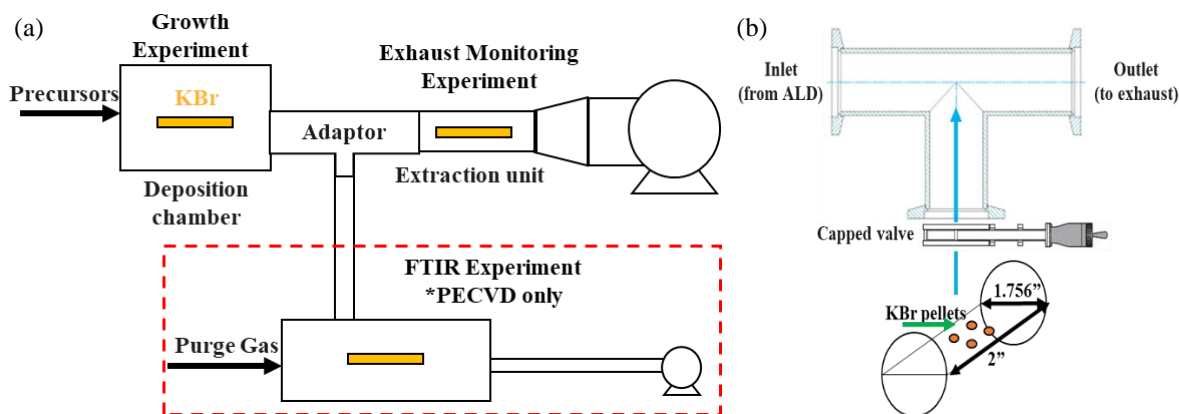 (a)
Growth
Experiment
Precursors
KBr
Deposition
chamber
Adaptor
Exhaust Monitoring
Experiment
Extraction unit
FTIR Experiment
*PECVD only
Purge Gas
(b)
Inlet
(from ALD)
Outlet
(to exhaust)
Capped valve
KBr pellets
1.756”
2”